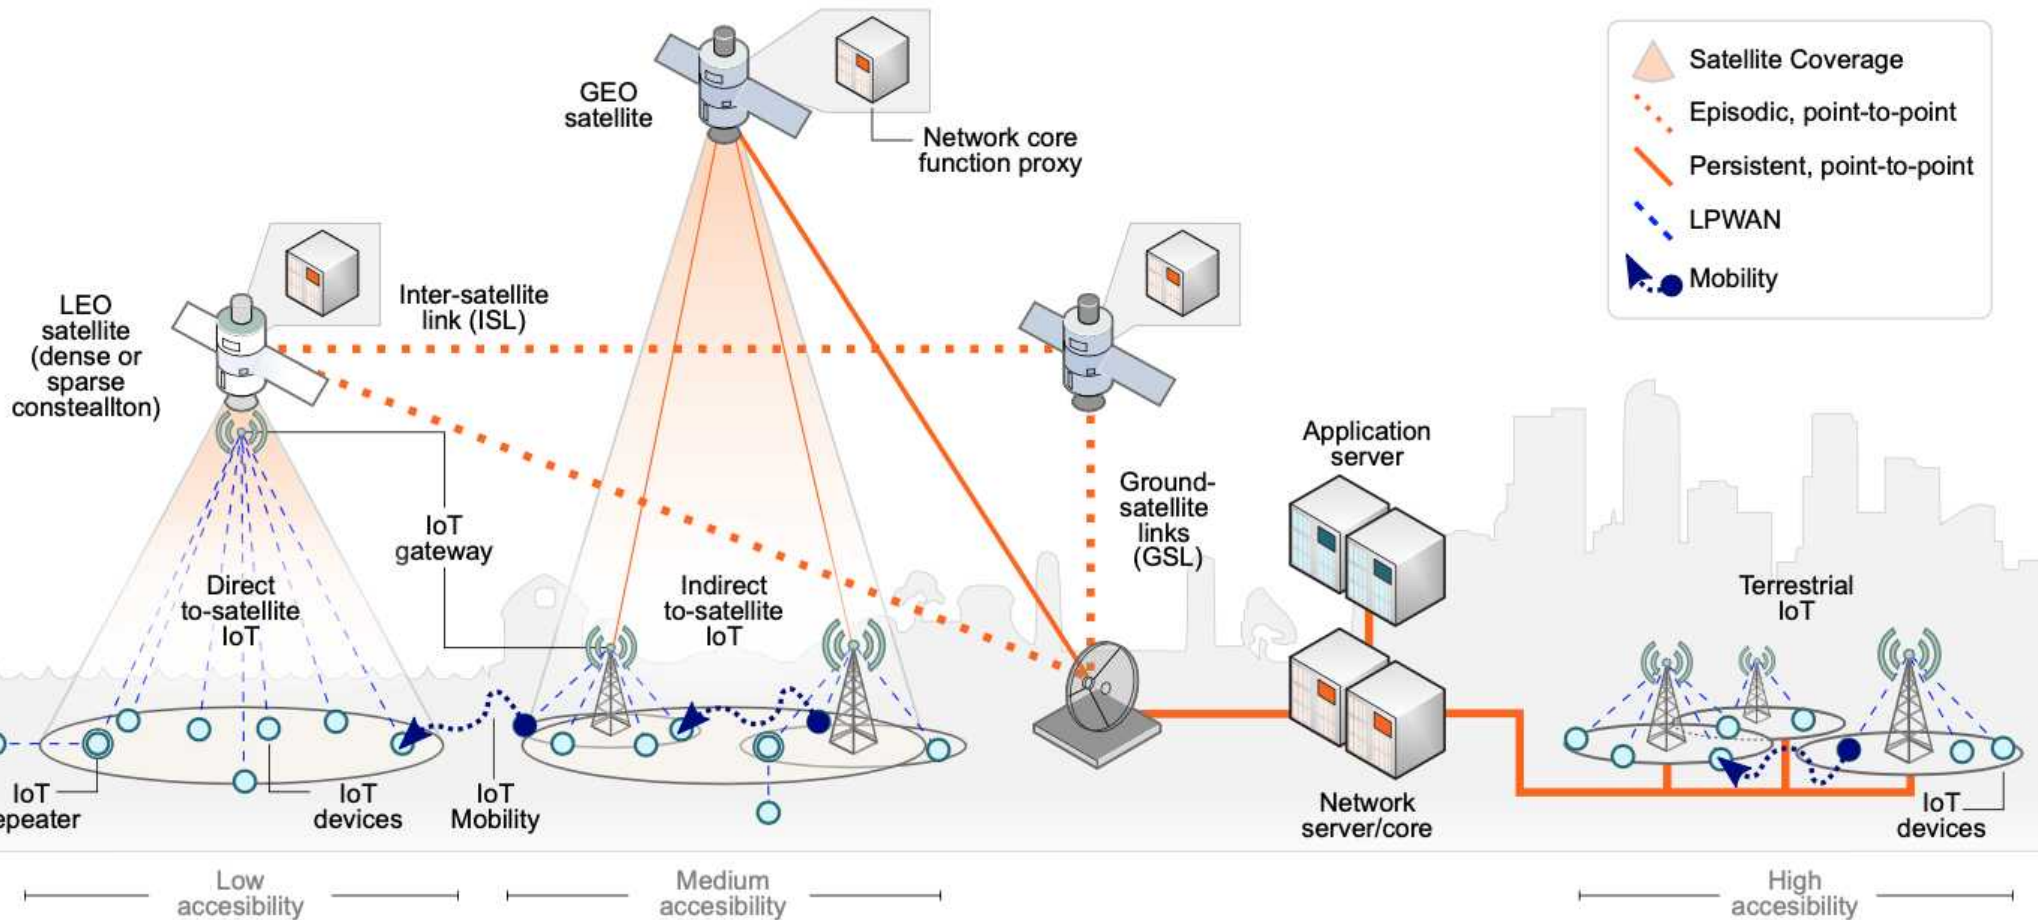 GEO
satellite
Network core
function proxy
Satellite Coverage
Episodic, point-to-point
Persistent, point-to-point
LPWAN
Mobility
LEO
satellite
(dense or
sparse
consteallton)
Inter-satellite
link (ISL)
IoT
gateway
Direct
to-satellite
IoT
Indirect
to-satellite
IoT
Ground-
satellite
links
(GSL)
Application
server
Terrestrial
IoT
IoT
epeater
IoT
devices
IoT
Mobility
Network
server/core
IoT
devices
Low
accesibility
Medium
accesibility
High
accesibility